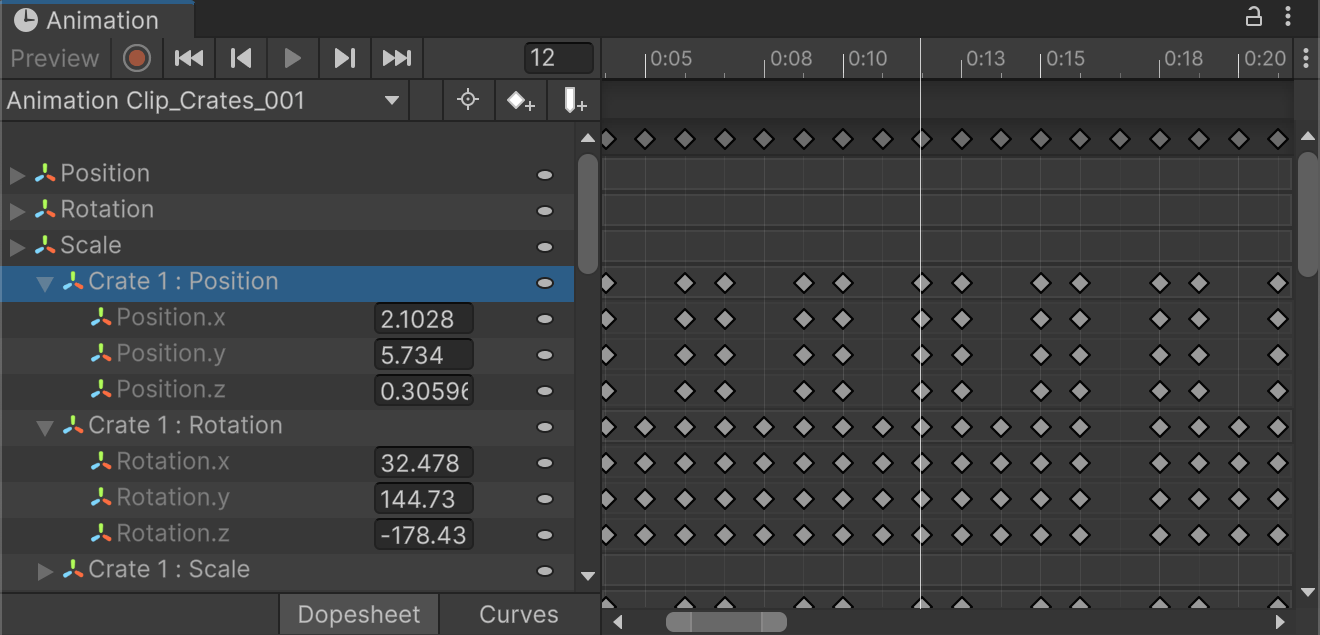 Animation
Preview 12 0:05 0:08 0:10 0:13 0:15 0:18 0:20
Animation Clip_Crates_001
Position
Rotation
Scale
Crate 1 : Position
Position.x 2.1028
Position.y 5.734
Position.z 0.30596
Crate 1 : Rotation
Rotation.x 32.478
Rotation.y 144.73
Rotation.z -178.43
Crate 1 : Scale
Dopesheet Curves